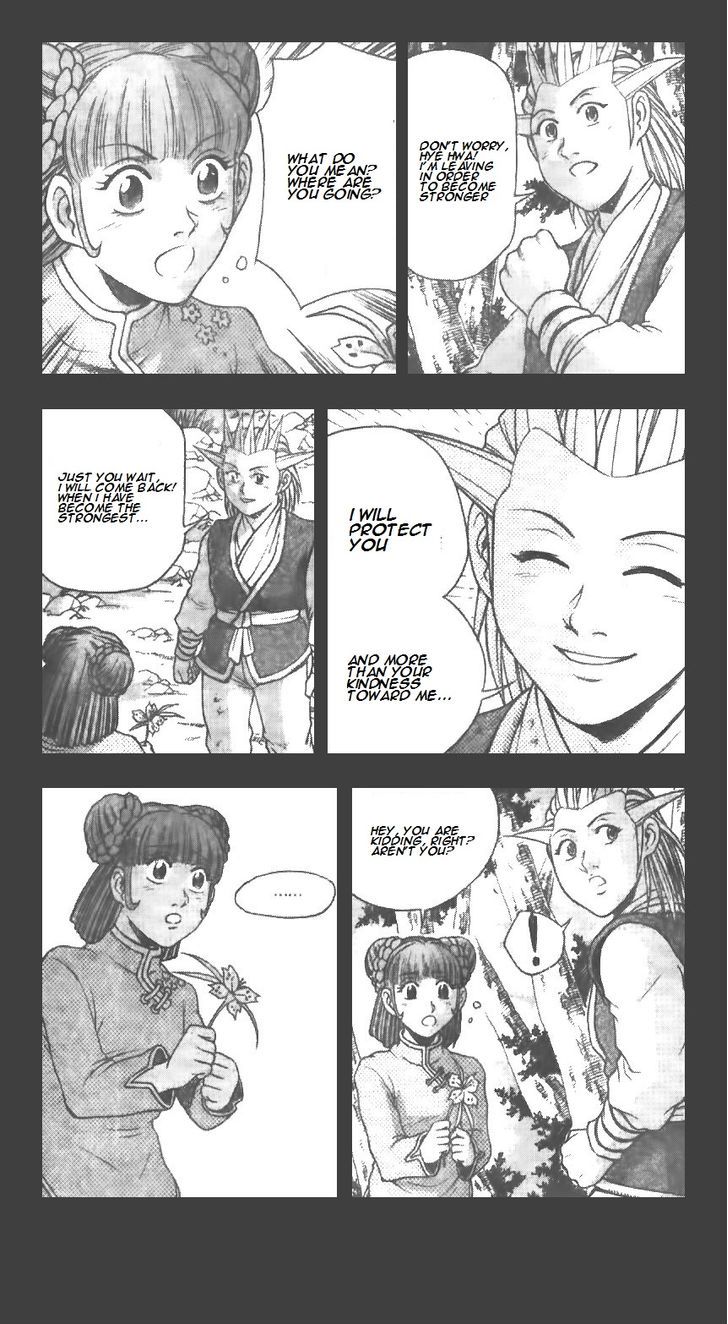 WHAT DO
YOU MEAN?
WHERE ARE
YOU GOING?
DON'T WORRY,
HYE HWA!
I'M LEAVING
IN ORDER
TO BECOME
STRONGER
JUST YOU WAIT,
I WILL COME BACK!
WHEN I HAVE
BECOME THE
STRONGEST...
I WILL
PROTECT
YOU
AND MORE
THAN YOUR
KINDNESS
TOWARD ME...
......
HEY, YOU ARE
KIDDING, RIGHT?
AREN'T YOU?
!